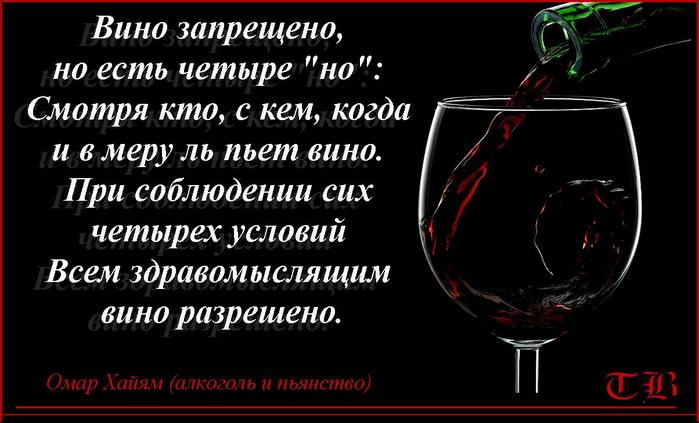 Вино запрещено,
но есть четыре "но":
Смотря кто, с кем, когда
и в меру ль пьет вино.
При соблюдении сих
четырех условий
Всем здравомыслящим
вино разрешено.
Омар Хайям (алкоголь и пьянство)
TB